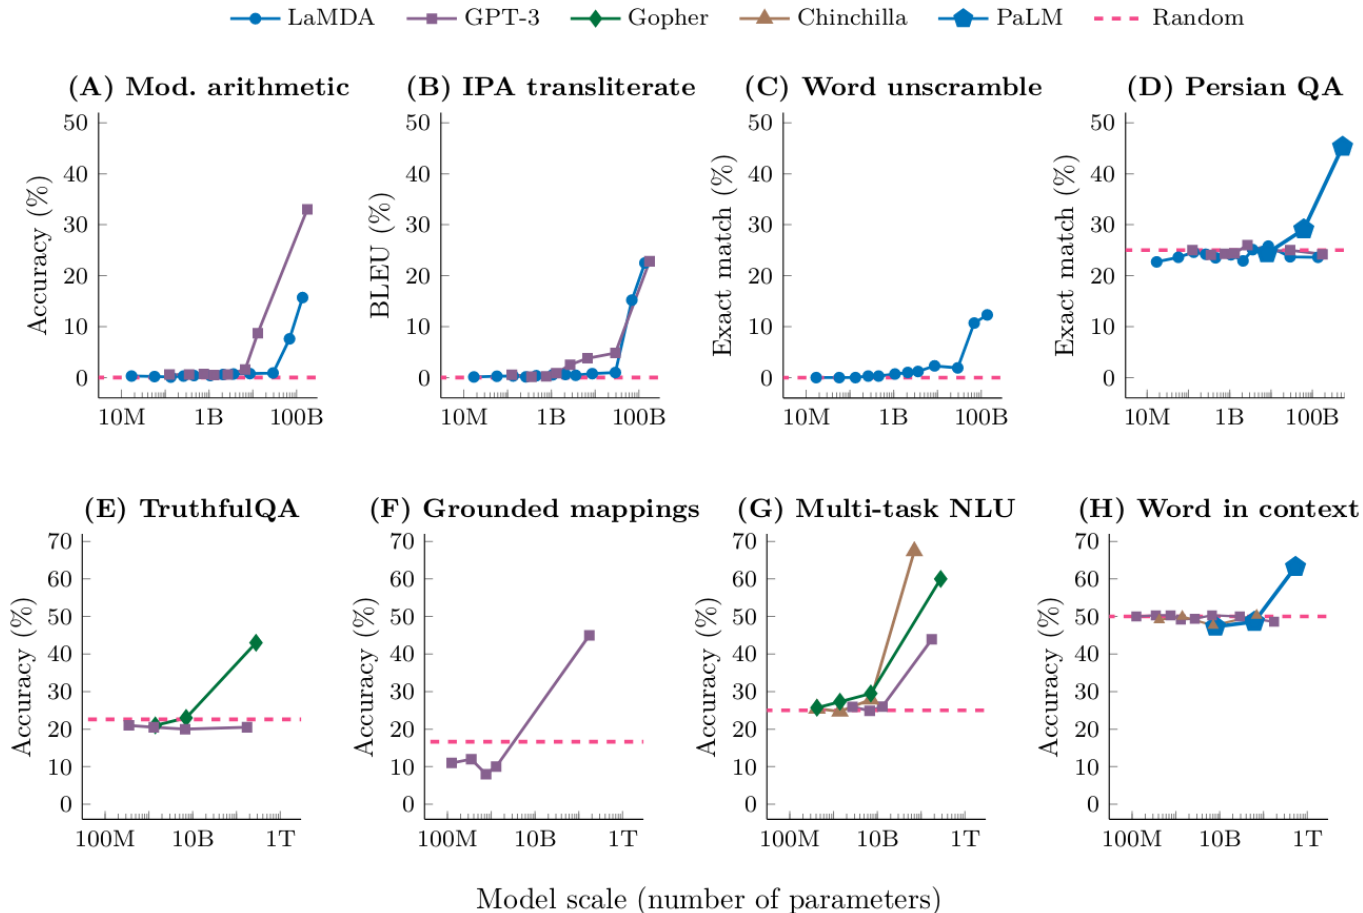 LaMDA GPT-3 Gopher Chinchilla PaLM Random
(A) Mod. arithmetic
Accuracy (%)
50
40
30
20
10
0
10M 1B 100B
(B) IPA transliterate
BLEU (%)
50
40
30
20
10
0
10M 1B 100B
(C) Word unscramble
Exact match (%)
50
40
30
20
10
0
10M 1B 100B
(D) Persian QA
Exact match (%)
50
40
30
20
10
0
10M 1B 100B
(E) TruthfulQA
Accuracy (%)
70
60
50
40
30
20
10
0
100M 10B 1T
(F) Grounded mappings
Accuracy (%)
70
60
50
40
30
20
10
0
100M 10B 1T
(G) Multi-task NLU
Accuracy (%)
70
60
50
40
30
20
10
0
100M 10B 1T
(H) Word in context
Accuracy (%)
70
60
50
40
30
20
10
0
100M 10B 1T
Model scale (number of parameters)